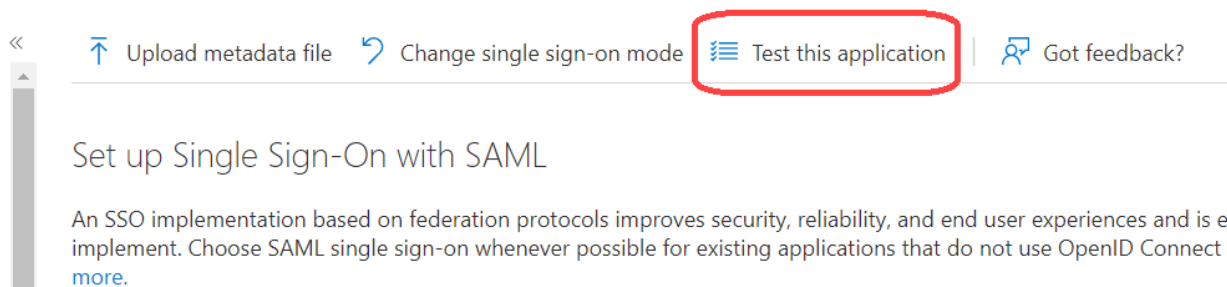 Upload metadata file Change single sign-on mode Test this application Got feedback?
Set up Single Sign-On with SAML
An SSO implementation based on federation protocols improves security, reliability, and end user experiences and is e
implement. Choose SAML single sign-on whenever possible for existing applications that do not use OpenID Connect
more.